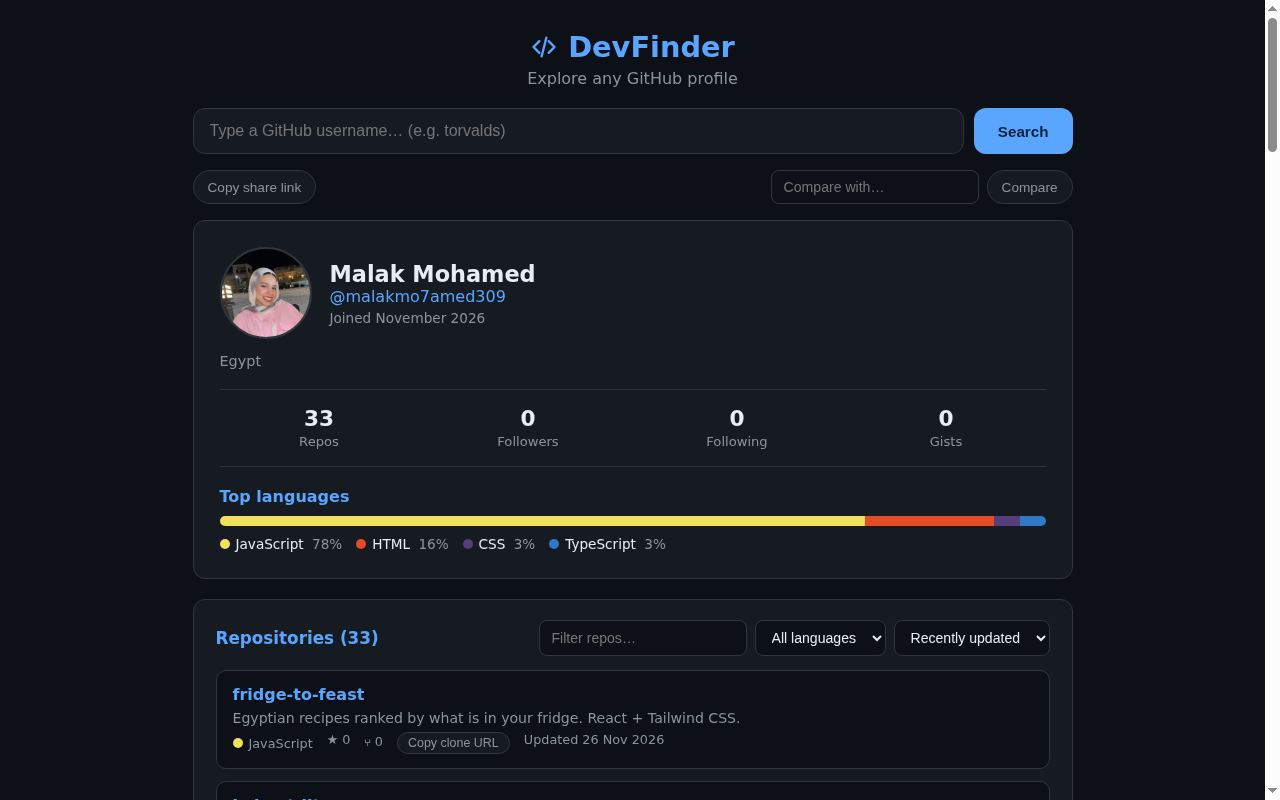 DevFinder
Explore any GitHub profile
Type a GitHub username… (e.g. torvalds)
Search
Copy share link
Compare with…
Compare
Malak Mohamed
@malakmo7amed309
Joined November 2026
Egypt
33
Repos
0
Followers
0
Following
0
Gists
Top languages
JavaScript 78%
HTML 16%
CSS 3%
TypeScript 3%
Repositories (33)
Filter repos…
All languages
Recently updated
fridge-to-feast
Egyptian recipes ranked by what is in your fridge. React + Tailwind CSS.
JavaScript ★ 0 ⑂ 0 Copy clone URL Updated 26 Nov 2026